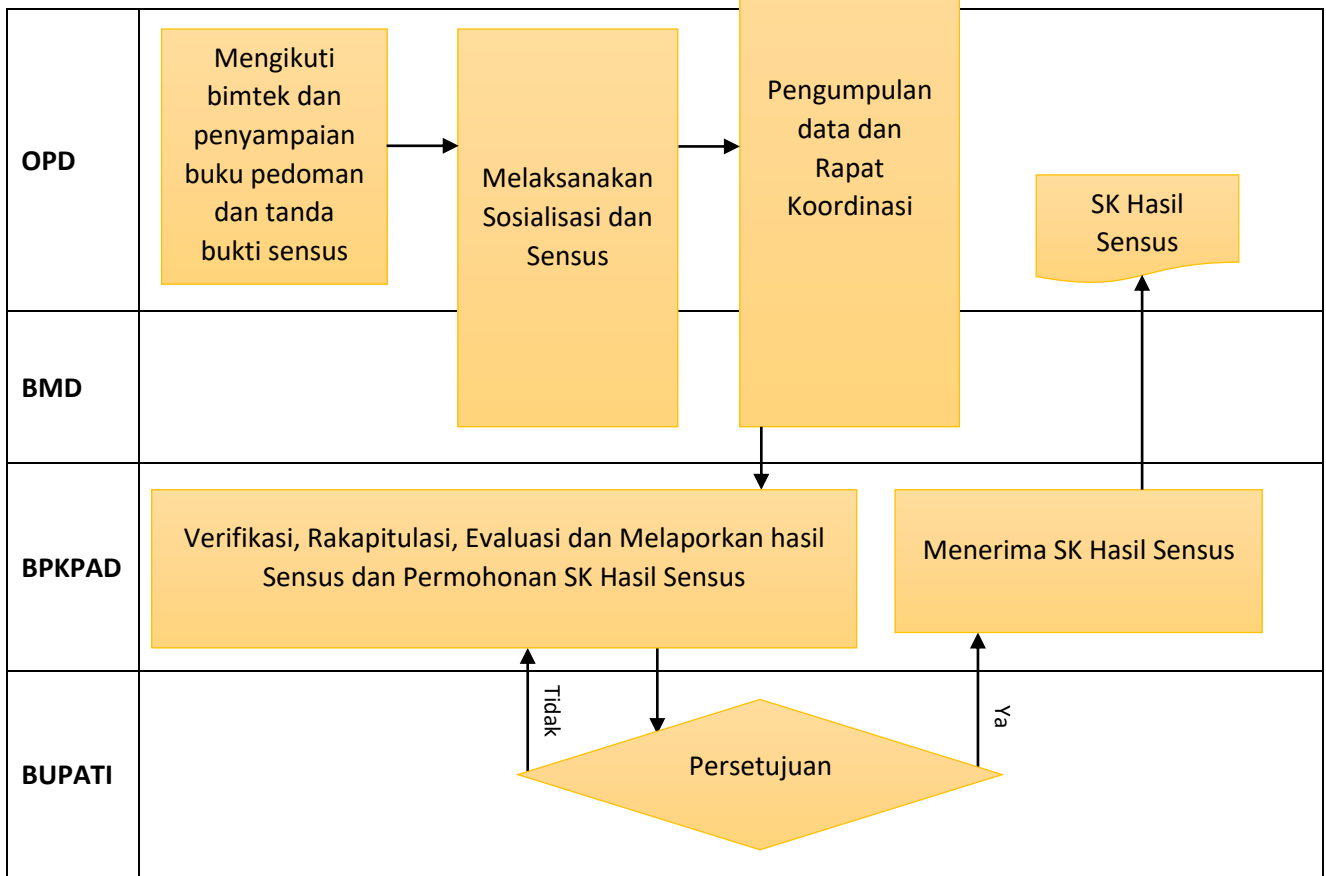 OPD
Mengikuti
bimtek dan
penyampaian
buku pedoman
dan tanda
bukti sensus
Melaksanakan
Sosialisasi dan
Sensus
Pengumpulan
data dan
Rapat
Koordinasi
SK Hasil
Sensus
BMD
BPKPAD
Verifikasi, Rakapitulasi, Evaluasi dan Melaporkan hasil
Sensus dan Permohonan SK Hasil Sensus
Menerima SK Hasil Sensus
BUPATI
Tidak
Persetujuan
Ya